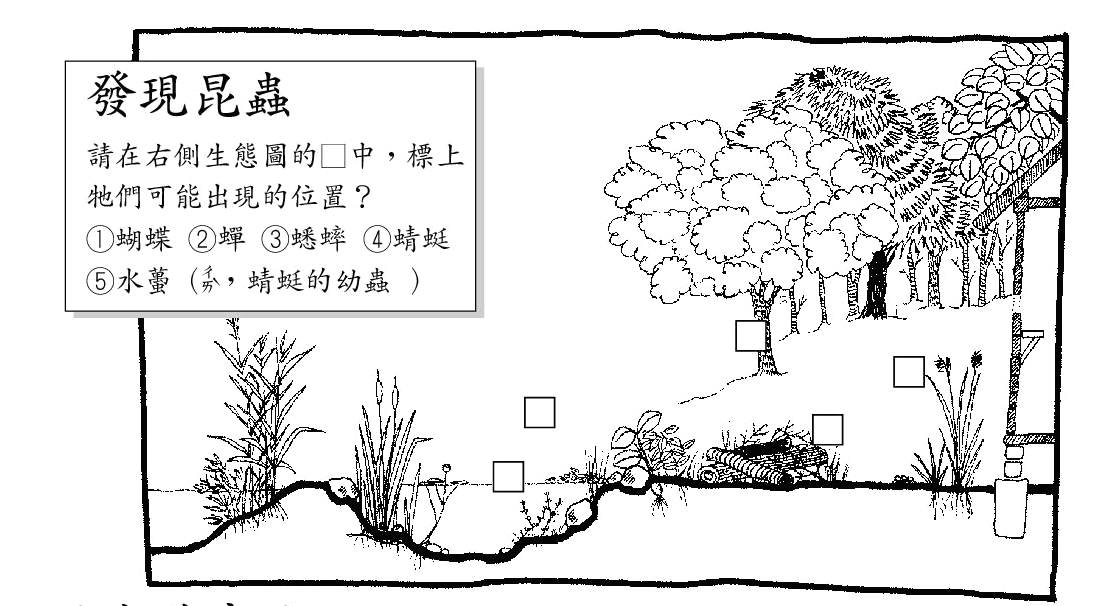 發現昆蟲
請在右側生態圖的□中，標上
牠們可能出現的位置？
①蝴蝶 ②蟬 ③蟋蟀 ④蜻蜓
⑤水蠆（ㄔㄞˋ，蜻蜓的幼蟲 ）